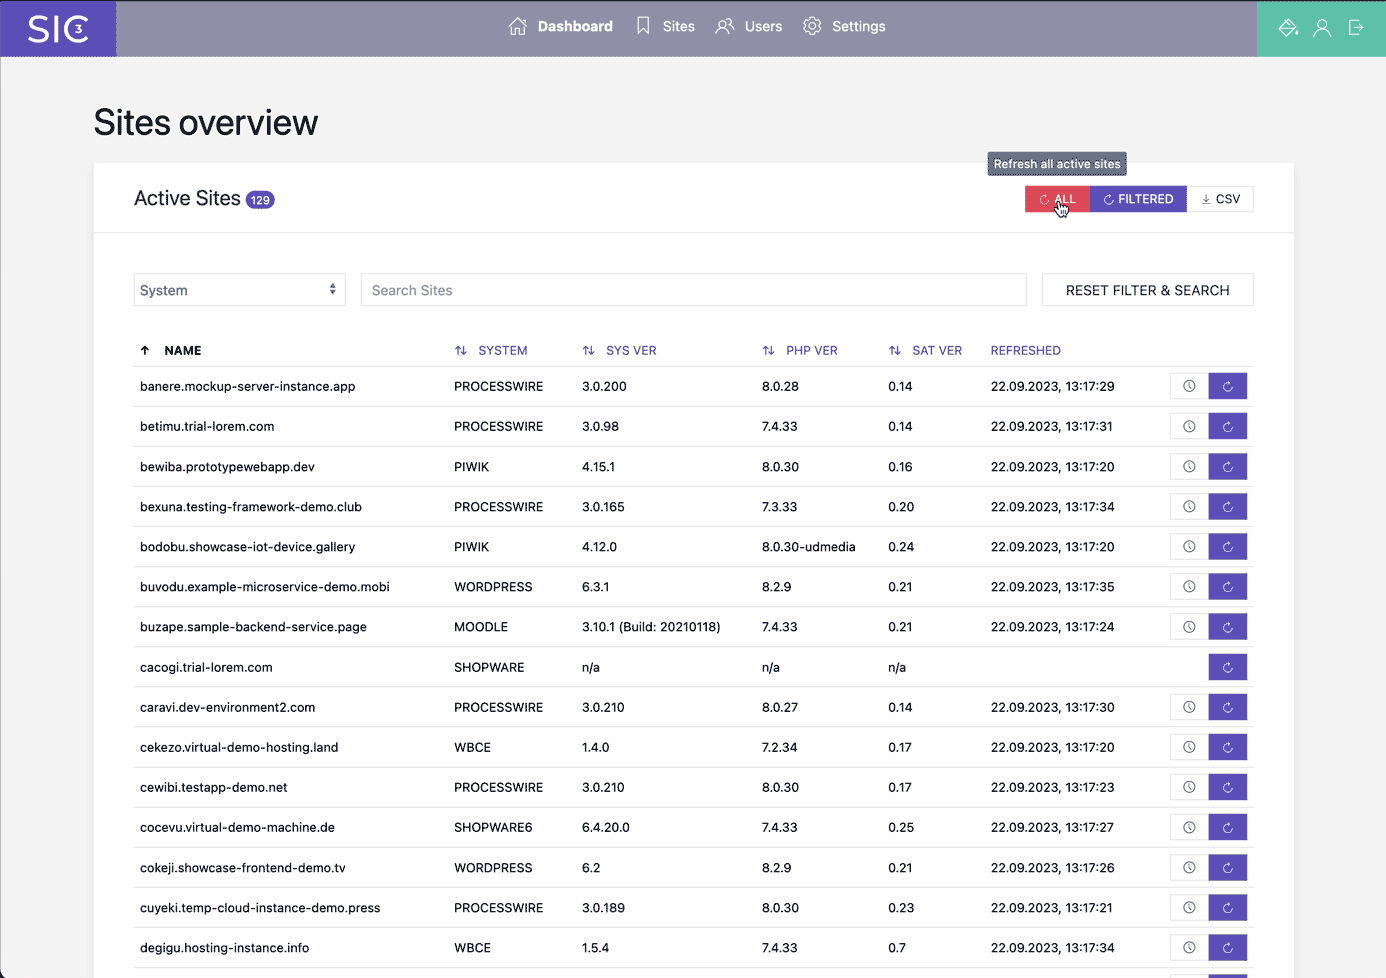 SIC3
Dashboard Sites Users Settings
Sites overview
Refresh all active sites
Active Sites 129
ALL FILTERED CSV
System Search Sites RESET FILTER & SEARCH
NAME SYSTEM SYS VER PHP VER SAT VER REFRESHED
banere.mockup-server-instance.app PROCESSWIRE 3.0.200 8.0.28 0.14 22.09.2023, 13:17:29
betimu.trial-lorem.com PROCESSWIRE 3.0.98 7.4.33 0.14 22.09.2023, 13:17:31
bewiba.prototypewebapp.dev PIWIK 4.15.1 8.0.30 0.16 22.09.2023, 13:17:20
bexuna.testing-framework-demo.club PROCESSWIRE 3.0.165 7.3.33 0.20 22.09.2023, 13:17:34
bodobu.showcase-iot-device.gallery PIWIK 4.12.0 8.0.30-udmedia 0.24 22.09.2023, 13:17:20
buvodu.example-microservice-demo.mobi WORDPRESS 6.3.1 8.2.9 0.21 22.09.2023, 13:17:35
buzape.sample-backend-service.page MOODLE 3.10.1 (Build: 20210118) 7.4.33 0.21 22.09.2023, 13:17:24
cacogi.trial-lorem.com SHOPWARE n/a n/a n/a
caravi.dev-environment2.com PROCESSWIRE 3.0.210 8.0.27 0.14 22.09.2023, 13:17:30
cekezo.virtual-demo-hosting.land WBCE 1.4.0 7.2.34 0.17 22.09.2023, 13:17:20
cewibi.testapp-demo.net PROCESSWIRE 3.0.210 8.0.30 0.17 22.09.2023, 13:17:23
cocevu.virtual-demo-machine.de SHOPWARE6 6.4.20.0 7.4.33 0.25 22.09.2023, 13:17:27
cokeji.showcase-frontend-demo.tv WORDPRESS 6.2 8.2.9 0.21 22.09.2023, 13:17:26
cuyeki.temp-cloud-instance-demo.press PROCESSWIRE 3.0.189 8.0.30 0.23 22.09.2023, 13:17:21
degigu.hosting-instance.info WBCE 1.5.4 7.4.33 0.7 22.09.2023, 13:17:34